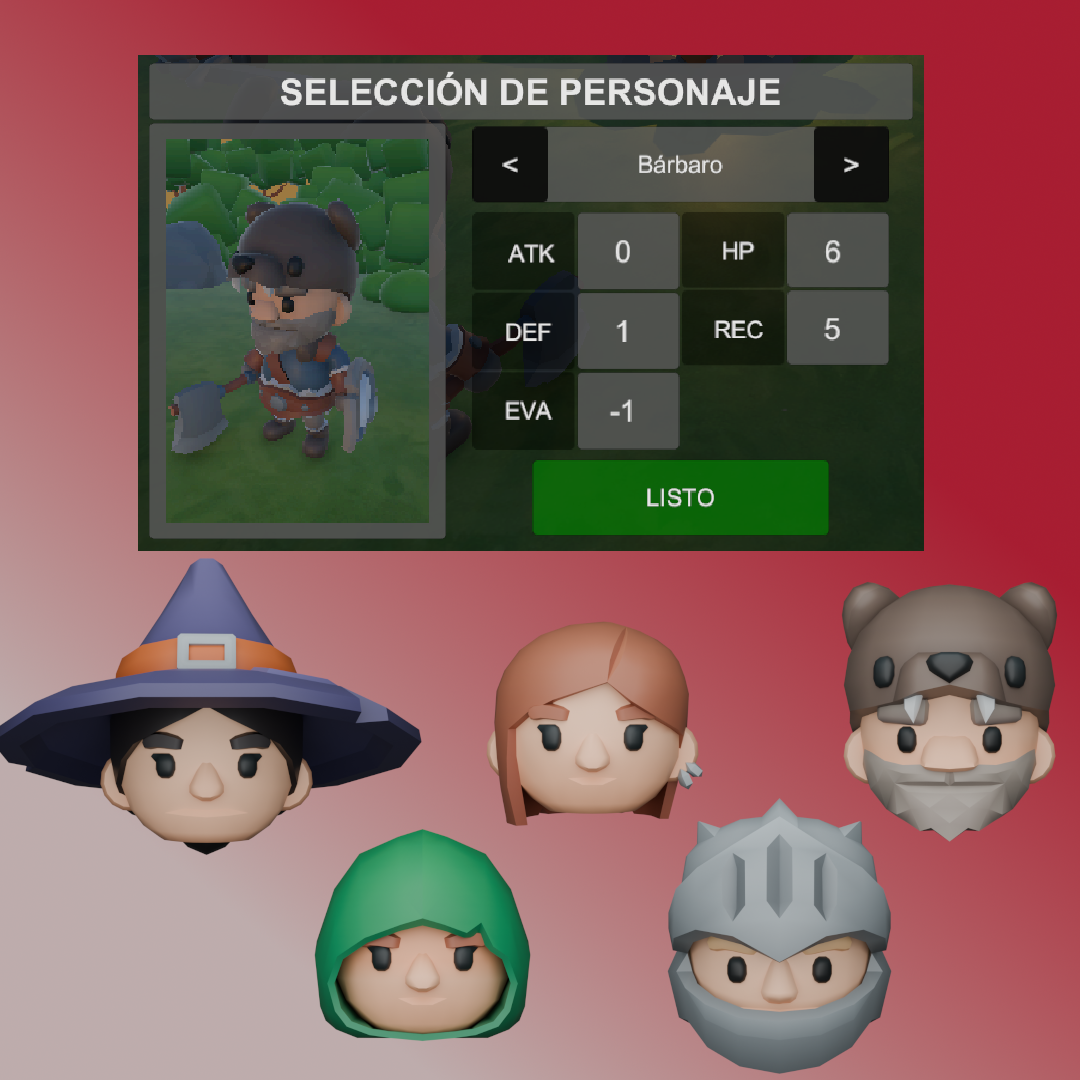 SELECCIÓN DE PERSONAJE
< Bárbaro >
ATK 0 HP 6
DEF 1 REC 5
EVA -1
LISTO